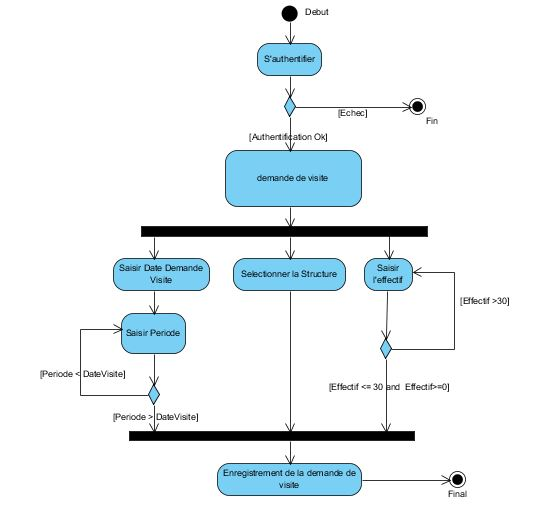 Debut
S'authentifier
[Echec]
Fin
[Authentification Ok]
demande de visite
Saisir Date Demande
Visite
Selectionner la Structure
Saisir
l'effectif
[Effectif >30]
Saisir Periode
[Periode < DateVisite]
[Effectif <= 30 and Effectif>=0]
[Periode > DateVisite]
Enregistrement de la demande de
visite
Final